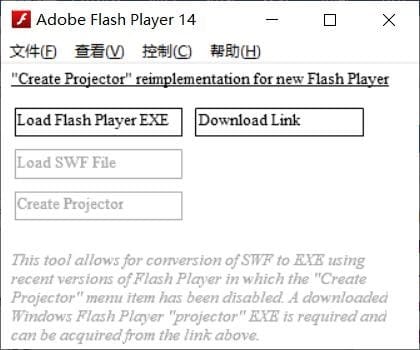 Adobe Flash Player 14
文件(F) 查看(V) 控制(C) 帮助(H)
"Create Projector" reimplementation for new Flash Player
Load Flash Player EXE Download Link
Load SWF File
Create Projector
This tool allows for conversion of SWF to EXE using
recent versions of Flash Player in which the "Create
Projector" menu item has been disabled. A downloaded
Windows Flash Player "projector" EXE is required and
can be acquired from the link above.